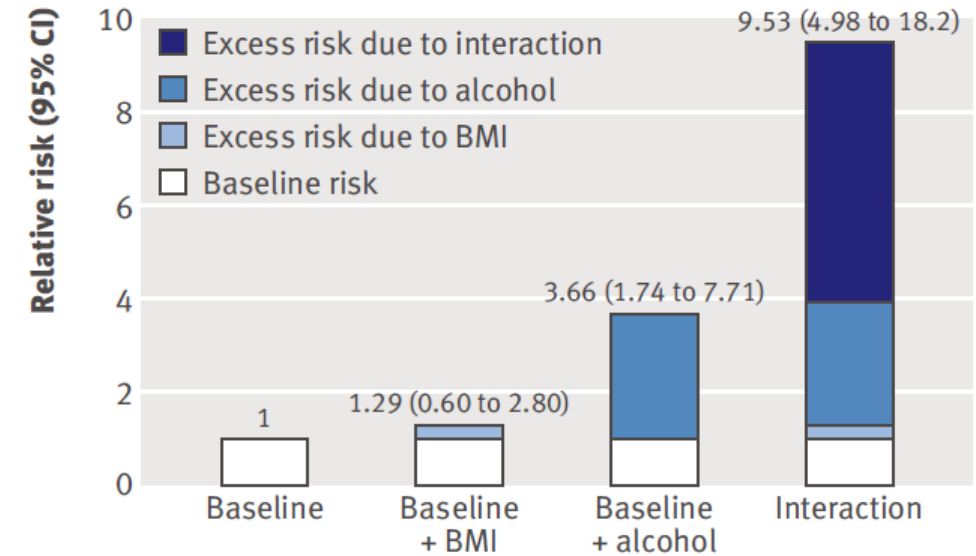 Relative risk (95% CI)
10
8
6
4
2
0
Excess risk due to interaction
Excess risk due to alcohol
Excess risk due to BMI
Baseline risk
1
1.29 (0.60 to 2.80)
3.66 (1.74 to 7.71)
9.53 (4.98 to 18.2)
Baseline
Baseline
+ BMI
Baseline
+ alcohol
Interaction